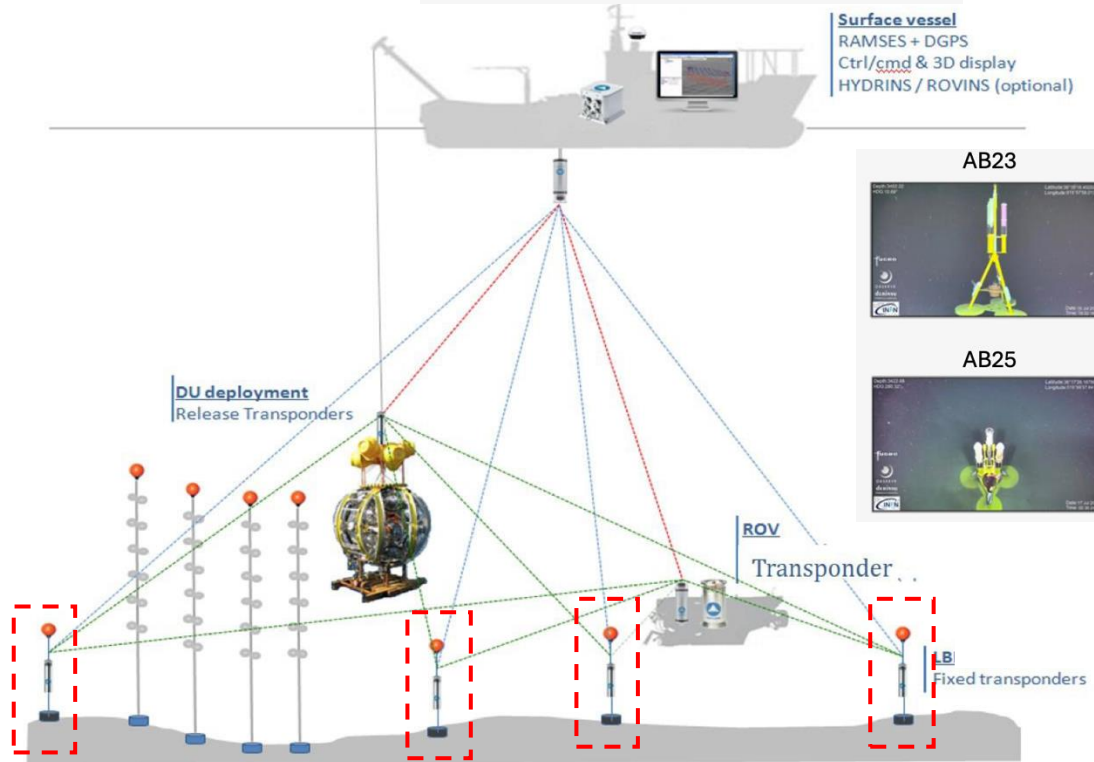 Surface vessel
RAMSES + DGPS
Ctrl/cmd & 3D display
HYDRINS / ROVINS (optional)
AB23
AB25
DU deployment
Release Transponders
ROV
Transponder
LBL
Fixed transponders